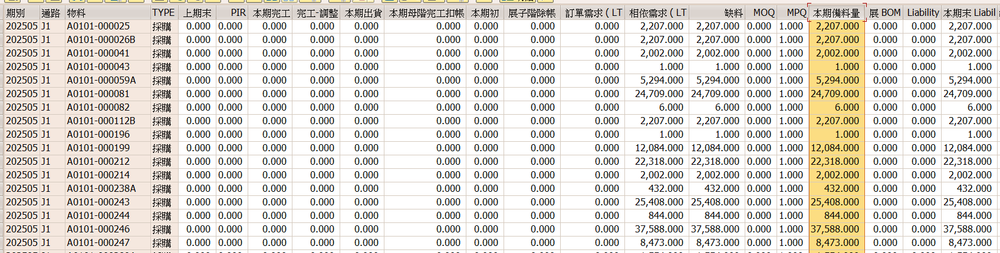 期別 通路 物料 TYPE 上期末 PIR 本期完工 完工-調整 本期出貨 本期母階完工扣帳 本期初 展子階除帳 訂單需求（LT 相依需求（LT 缺料 MOQ MPQ 本期備料量 展 BOM Liability 本期末 Liabil
202505 J1 A0101-000025 採購 0.000 0.000 0.000 0.000 0.000 0.000 0.000 0.000 0.000 2,207.000 2,207.000 0.000 1.000 2,207.000 0.000 0.000 2,207.000
202505 J1 A0101-000026B 採購 0.000 0.000 0.000 0.000 0.000 0.000 0.000 0.000 0.000 2,207.000 2,207.000 0.000 1.000 2,207.000 0.000 0.000 2,207.000
202505 J1 A0101-000041 採購 0.000 0.000 0.000 0.000 0.000 0.000 0.000 0.000 0.000 2,002.000 2,002.000 0.000 1.000 2,002.000 0.000 0.000 2,002.000
202505 J1 A0101-000043 採購 0.000 0.000 0.000 0.000 0.000 0.000 0.000 0.000 0.000 1.000 1.000 0.000 1.000 1.000 0.000 0.000 1.000
202505 J1 A0101-000059A 採購 0.000 0.000 0.000 0.000 0.000 0.000 0.000 0.000 0.000 5,294.000 5,294.000 0.000 1.000 5,294.000 0.000 0.000 5,294.000
202505 J1 A0101-000081 採購 0.000 0.000 0.000 0.000 0.000 0.000 0.000 0.000 0.000 24,709.000 24,709.000 0.000 1.000 24,709.000 0.000 0.000 24,709.000
202505 J1 A0101-000082 採購 0.000 0.000 0.000 0.000 0.000 0.000 0.000 0.000 0.000 6.000 6.000 0.000 1.000 6.000 0.000 0.000 6.000
202505 J1 A0101-000112B 採購 0.000 0.000 0.000 0.000 0.000 0.000 0.000 0.000 0.000 2,207.000 2,207.000 0.000 1.000 2,207.000 0.000 0.000 2,207.000
202505 J1 A0101-000196 採購 0.000 0.000 0.000 0.000 0.000 0.000 0.000 0.000 0.000 1.000 1.000 0.000 1.000 1.000 0.000 0.000 1.000
202505 J1 A0101-000199 採購 0.000 0.000 0.000 0.000 0.000 0.000 0.000 0.000 0.000 12,084.000 12,084.000 0.000 1.000 12,084.000 0.000 0.000 12,084.000
202505 J1 A0101-000212 採購 0.000 0.000 0.000 0.000 0.000 0.000 0.000 0.000 0.000 22,318.000 22,318.000 0.000 1.000 22,318.000 0.000 0.000 22,318.000
202505 J1 A0101-000214 採購 0.000 0.000 0.000 0.000 0.000 0.000 0.000 0.000 0.000 2,002.000 2,002.000 0.000 1.000 2,002.000 0.000 0.000 2,002.000
202505 J1 A0101-000238A 採購 0.000 0.000 0.000 0.000 0.000 0.000 0.000 0.000 0.000 432.000 432.000 0.000 1.000 432.000 0.000 0.000 432.000
202505 J1 A0101-000243 採購 0.000 0.000 0.000 0.000 0.000 0.000 0.000 0.000 0.000 25,408.000 25,408.000 0.000 1.000 25,408.000 0.000 0.000 25,408.000
202505 J1 A0101-000244 採購 0.000 0.000 0.000 0.000 0.000 0.000 0.000 0.000 0.000 844.000 844.000 0.000 1.000 844.000 0.000 0.000 844.000
202505 J1 A0101-000246 採購 0.000 0.000 0.000 0.000 0.000 0.000 0.000 0.000 0.000 37,588.000 37,588.000 0.000 1.000 37,588.000 0.000 0.000 37,588.000
202505 J1 A0101-000247 採購 0.000 0.000 0.000 0.000 0.000 0.000 0.000 0.000 0.000 8,473.000 8,473.000 0.000 1.000 8,473.000 0.000 0.000 8,473.000